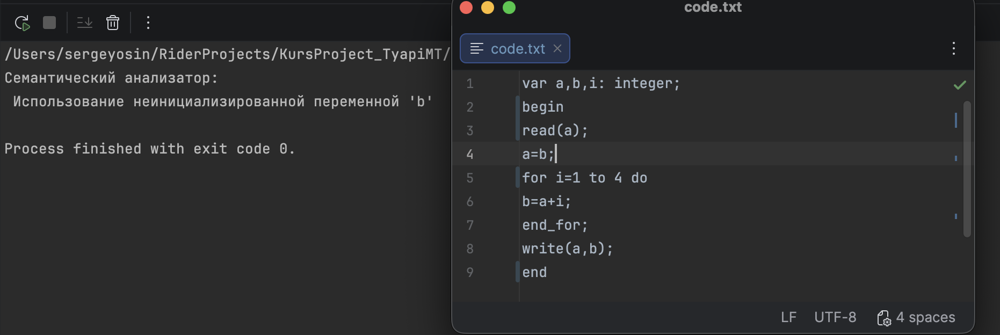 /Users/sergeyosin/RiderProjects/KursProject_TyapiMT/
Семантический анализатор:
Использование неинициализированной переменной 'b'
Process finished with exit code 0.
code.txt
code.txt
1 var a,b,i: integer;
2 begin
3 read(a);
4 a=b;
5 for i=1 to 4 do
6 b=a+i;
7 end_for;
8 write(a,b);
9 end
LF UTF-8 4 spaces